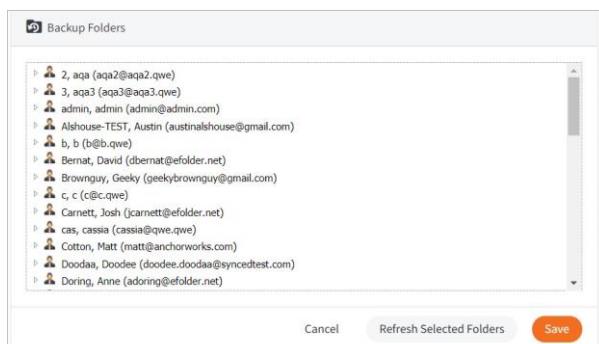 Backup Folders
2, aqa (aqa2@aqa2.qwe)
3, aqa3 (aqa3@aqa3.qwe)
admin, admin (admin@admin.com)
Alshouse-TEST, Austin (austinalshouse@gmail.com)
b, b (b@b.qwe)
Bernat, David (dbernat@efolder.net)
Brownguy, Geeky (geekybrownguy@gmail.com)
c, c (c@c.qwe)
Carnett, Josh (jcarnett@efolder.net)
cas, cassia (cassia@qwe.qwe)
Cotton, Matt (matt@anchorworks.com)
Doodaa, Doodee (doodee.doodaa@syncedtest.com)
Doring, Anne (adoring@efolder.net)
Cancel Refresh Selected Folders Save